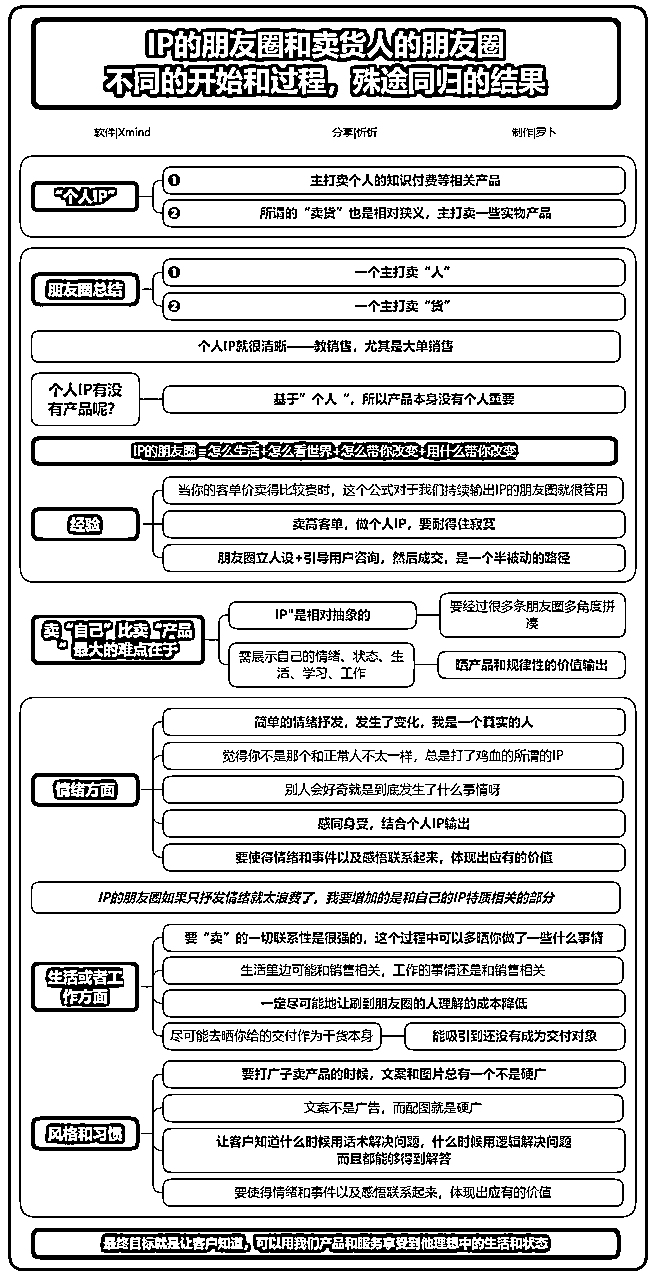 IP的朋友圈和卖货人的朋友圈
不同的开始和过程，殊途同归的结果
软件|Xmind
分享|忻忻
制作|罗卜
“个人IP”
❶ 主打卖个人的知识付费等相关产品
❷ 所谓的“卖货”也是相对狭义，主打卖一些实物产品
朋友圈总结
❶ 一个主打卖“人”
❷ 一个主打卖“货”
个人IP就很清晰——教销售，尤其是大单销售
个人IP有没
有产品呢？
基于”个人“，所以产品本身没有个人重要
IP的朋友圈=怎么生活+怎么看世界+怎么带你改变+用什么带你改变
经验
当你的客单价卖得比较高时，这个公式对于我们持续输出IP的朋友圈就很管用
卖高客单，做个人IP，要耐得住寂寞
朋友圈立人设+引导用户咨询，然后成交，是一个半被动的路径
卖“自己”比卖“产品
”最大的难点在于
IP"是相对抽象的
要经过很多条朋友圈多角度拼
凑
需展示自己的情绪、状态、生
活、学习、工作
晒产品和规律性的价值输出
情绪方面
简单的情绪抒发，发生了变化，我是一个真实的人
觉得你不是那个和正常人不太一样，总是打了鸡血的所谓的IP
别人会好奇就是到底发生了什么事情呀
感同身受，结合个人IP输出
要使得情绪和事件以及感悟联系起来，体现出应有的价值
IP的朋友圈如果只抒发情绪就太浪费了，我要增加的是和自己的IP特质相关的部分
生活或者工
作方面
要“卖”的一切联系性是很强的，这个过程中可以多晒你做了一些什么事情
生活里边可能和销售相关，工作的事情还是和销售相关
一定尽可能地让刷到朋友圈的人理解的成本降低
尽可能去晒你给的交付作为干货本身
能吸引到还没有成为交付对象
风格和习惯
要打广子卖产品的时候，文案和图片总有一个不是硬广
文案不是广告，而配图就是硬广
让客户知道什么时候用话术解决问题，什么时候用逻辑解决问题
而且都能够得到解答
要使得情绪和事件以及感悟联系起来，体现出应有的价值
最终目标就是让客户知道，可以用我们产品和服务享受到他理想中的生活和状态